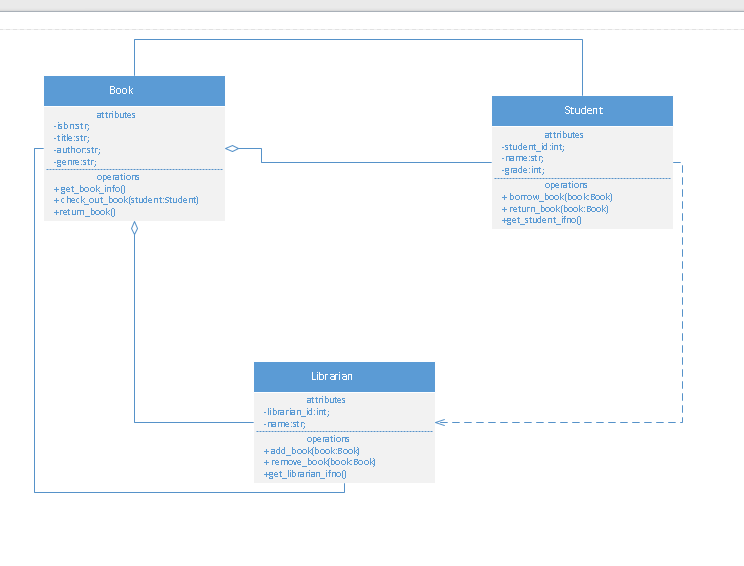 Book
attributes
-isbn:str;
-title:str;
-author:str;
-genre:str;
operations
+get_book_info()
+check_out_book(student:Student)
+return_book()
Student
attributes
-student_id:int;
-name:str;
-grade:int;
operations
+ borrow_book(book:Book)
+ return_book(book:Book)
+get_student_ifno()
Librarian
attributes
-librarian_id:int;
-name:str;
operations
+add_book(book:Book)
+ remove_book(book:Book)
+get_librarian_ifno()